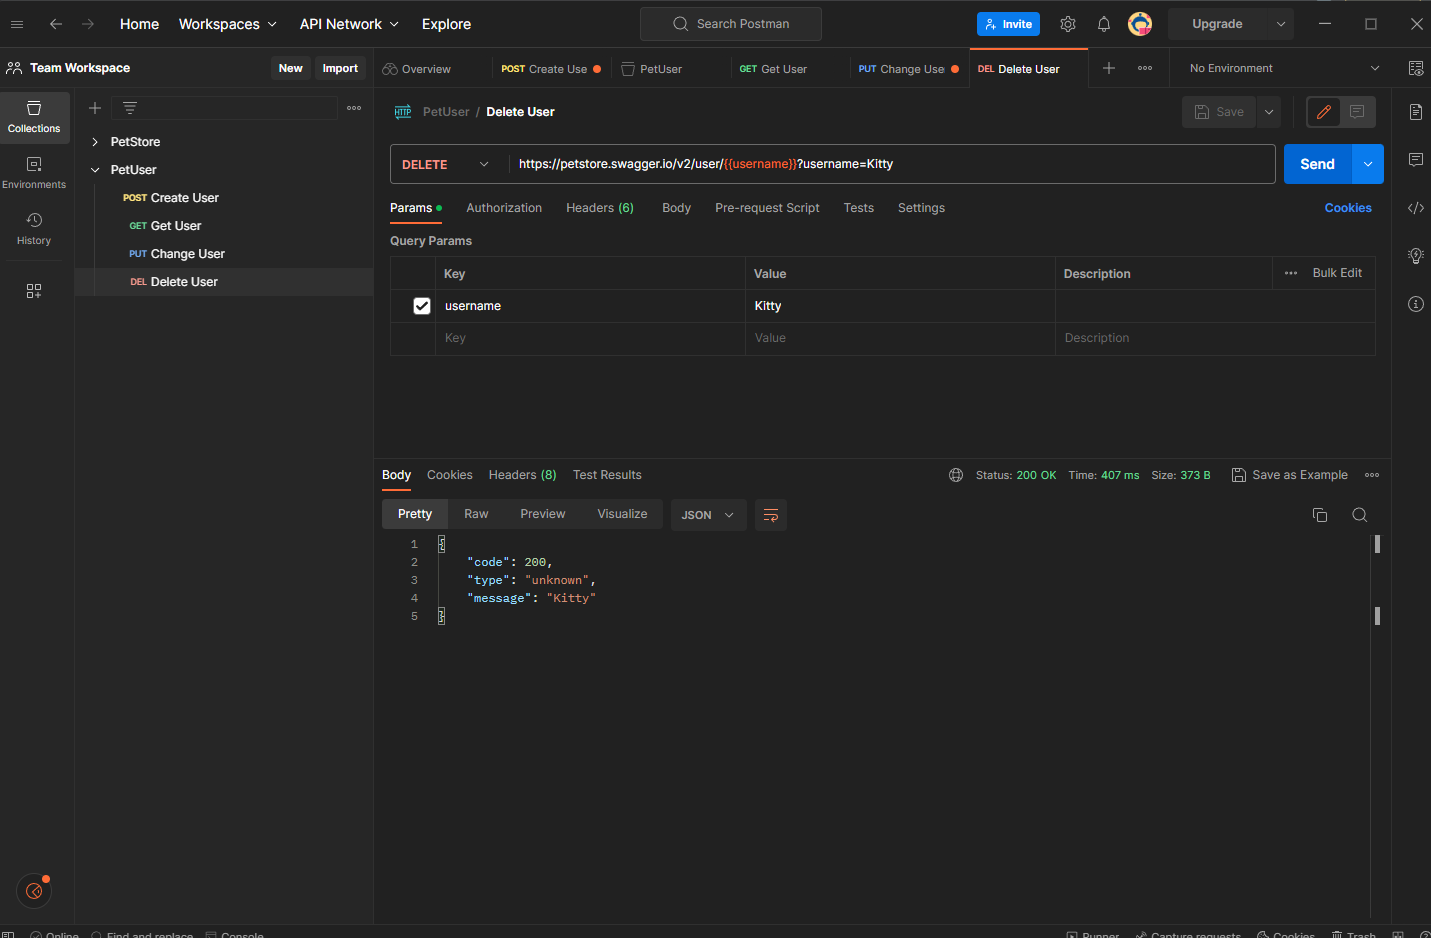 Home Workspaces API Network Explore Search Postman Invite Upgrade
Team Workspace New Import Overview POST Create Use PetUser GET Get User PUT Change Use DEL Delete User No Environment
Collections
Environments
History
PetStore
PetUser
POST Create User
GET Get User
PUT Change User
DEL Delete User
HTTP PetUser / Delete User Save
DELETE https://petstore.swagger.io/v2/user/{{username}}?username=Kitty Send
Params Authorization Headers (6) Body Pre-request Script Tests Settings Cookies
Query Params
Key Value Description Bulk Edit
username Kitty
Key Value Description
Body Cookies Headers (8) Test Results Status: 200 OK Time: 407 ms Size: 373 B Save as Example
Pretty Raw Preview Visualize JSON
1 {
2 "code": 200,
3 "type": "unknown",
4 "message": "Kitty"
5 }
Online Find and replace Console Runner Capture requests Cookies Trash